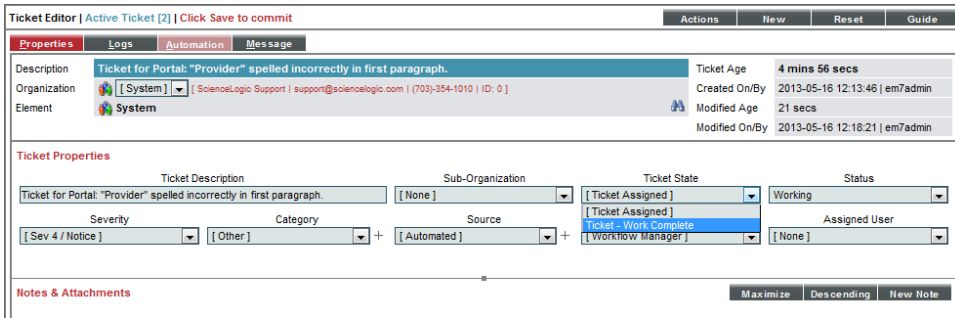 Ticket Editor | Active Ticket [2] | Click Save to commit
Actions New Reset Guide
Properties Logs Automation Message
Description Ticket for Portal: "Provider" spelled incorrectly in first paragraph. Ticket Age 4 mins 56 secs
Organization [ System ] [ ScienceLogic Support | support@sciencelogic.com | (703)-354-1010 | ID: 0 ] Created On/By 2013-05-16 12:13:46 | em7admin
Element System Modified Age 21 secs
Modified On/By 2013-05-16 12:18:21 | em7admin
Ticket Properties
Ticket Description Sub-Organization Ticket State Status
Ticket for Portal: "Provider" spelled incorrectly in first paragraph. [ None ] [ Ticket Assigned ] Working
[ Ticket Assigned ]
Severity Category Source Ticket - Work Complete Assigned User
[ Sev 4 / Notice ] [ Other ] + [ Automated ] + [ Workflow Manager ] [ None ]
Notes & Attachments Maximize Descending New Note